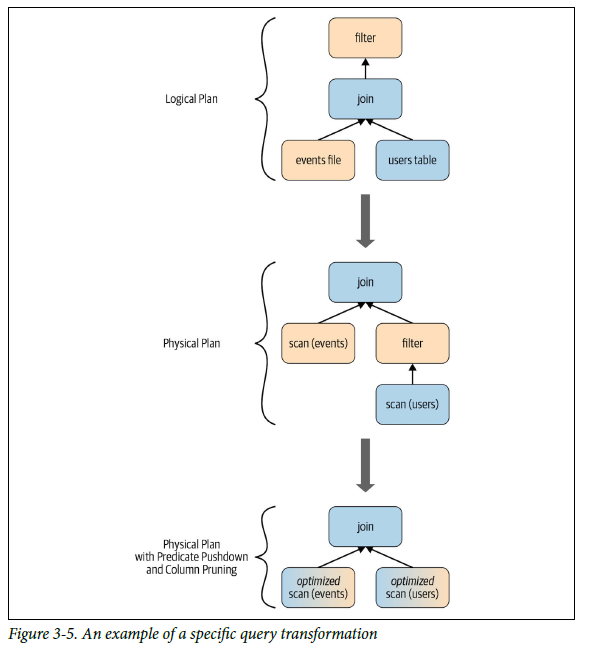 filter
Logical Plan
join
events file
users table
join
Physical Plan
scan (events)
filter
scan (users)
join
Physical Plan
with Predicate Pushdown
and Column Pruning
optimized
scan (events)
optimized
scan (users)
Figure 3-5. An example of a specific query transformation